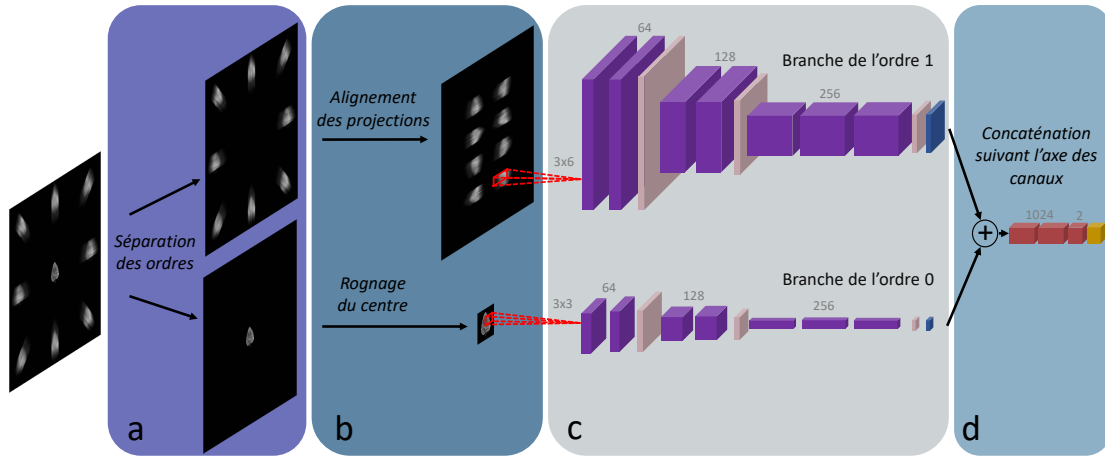 Séparation
des ordres
a
Alignement
des projections
Rognage
du centre
b
3x6
64
128
256
Branche de l’ordre 1
3x3
64
128
256
Branche de l’ordre 0
c
Concaténation
suivant l’axe des
canaux
+
1024
2
d